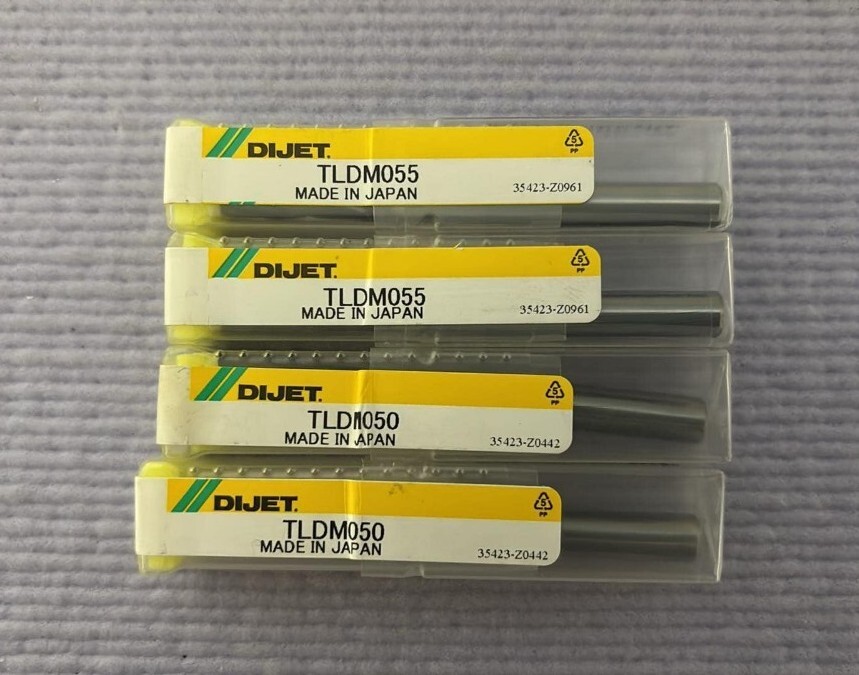 DIJET.
5
PP
TLDM055
MADE IN JAPAN
35423-Z0961
DIJET.
5
PP
TLDM055
MADE IN JAPAN
35423-Z0961
DIJET.
5
PP
TLDM050
MADE IN JAPAN
35423-Z0442
DIJET.
5
PP
TLDM050
MADE IN JAPAN
35423-Z0442